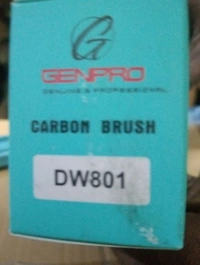 G
GENPRO
GENUINE & PROFESSIONAL
CARBON BRUSH
DW801